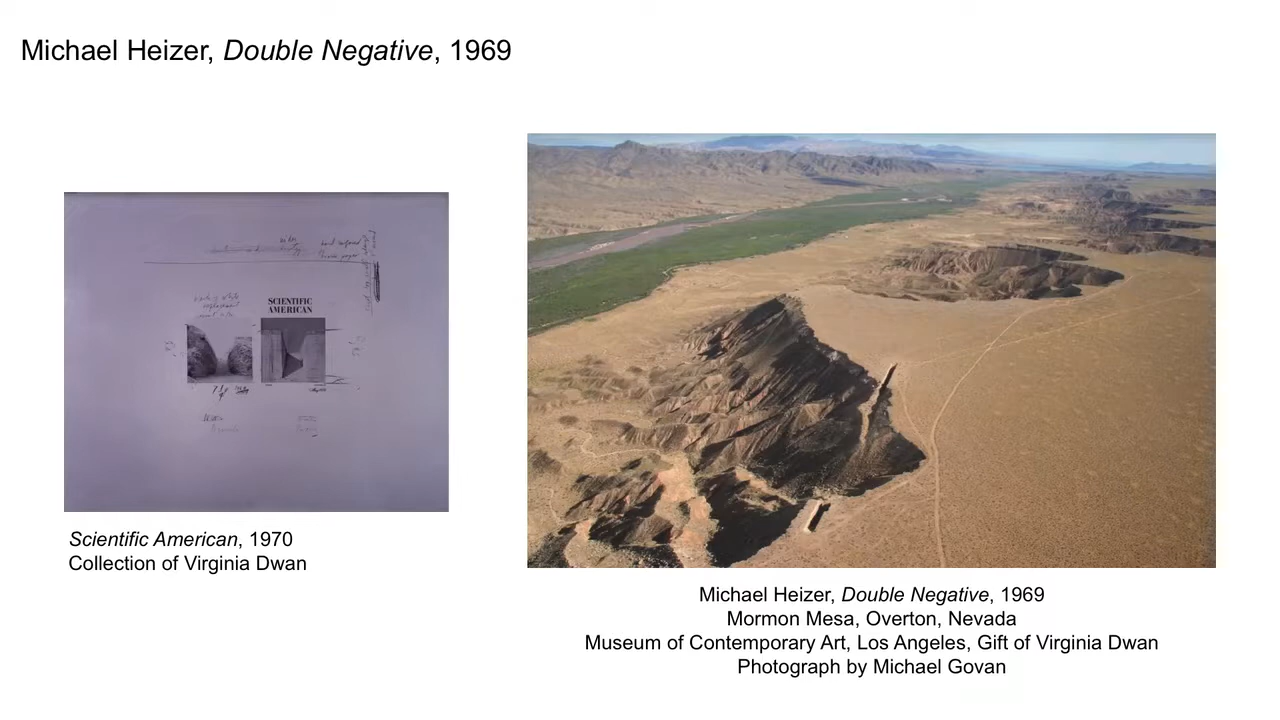 Michael Heizer, Double Negative, 1969
SCIENTIFIC
AMERICAN
Scientific American, 1970
Collection of Virginia Dwan
Michael Heizer, Double Negative, 1969
Mormon Mesa, Overton, Nevada
Museum of Contemporary Art, Los Angeles, Gift of Virginia Dwan
Photograph by Michael Govan